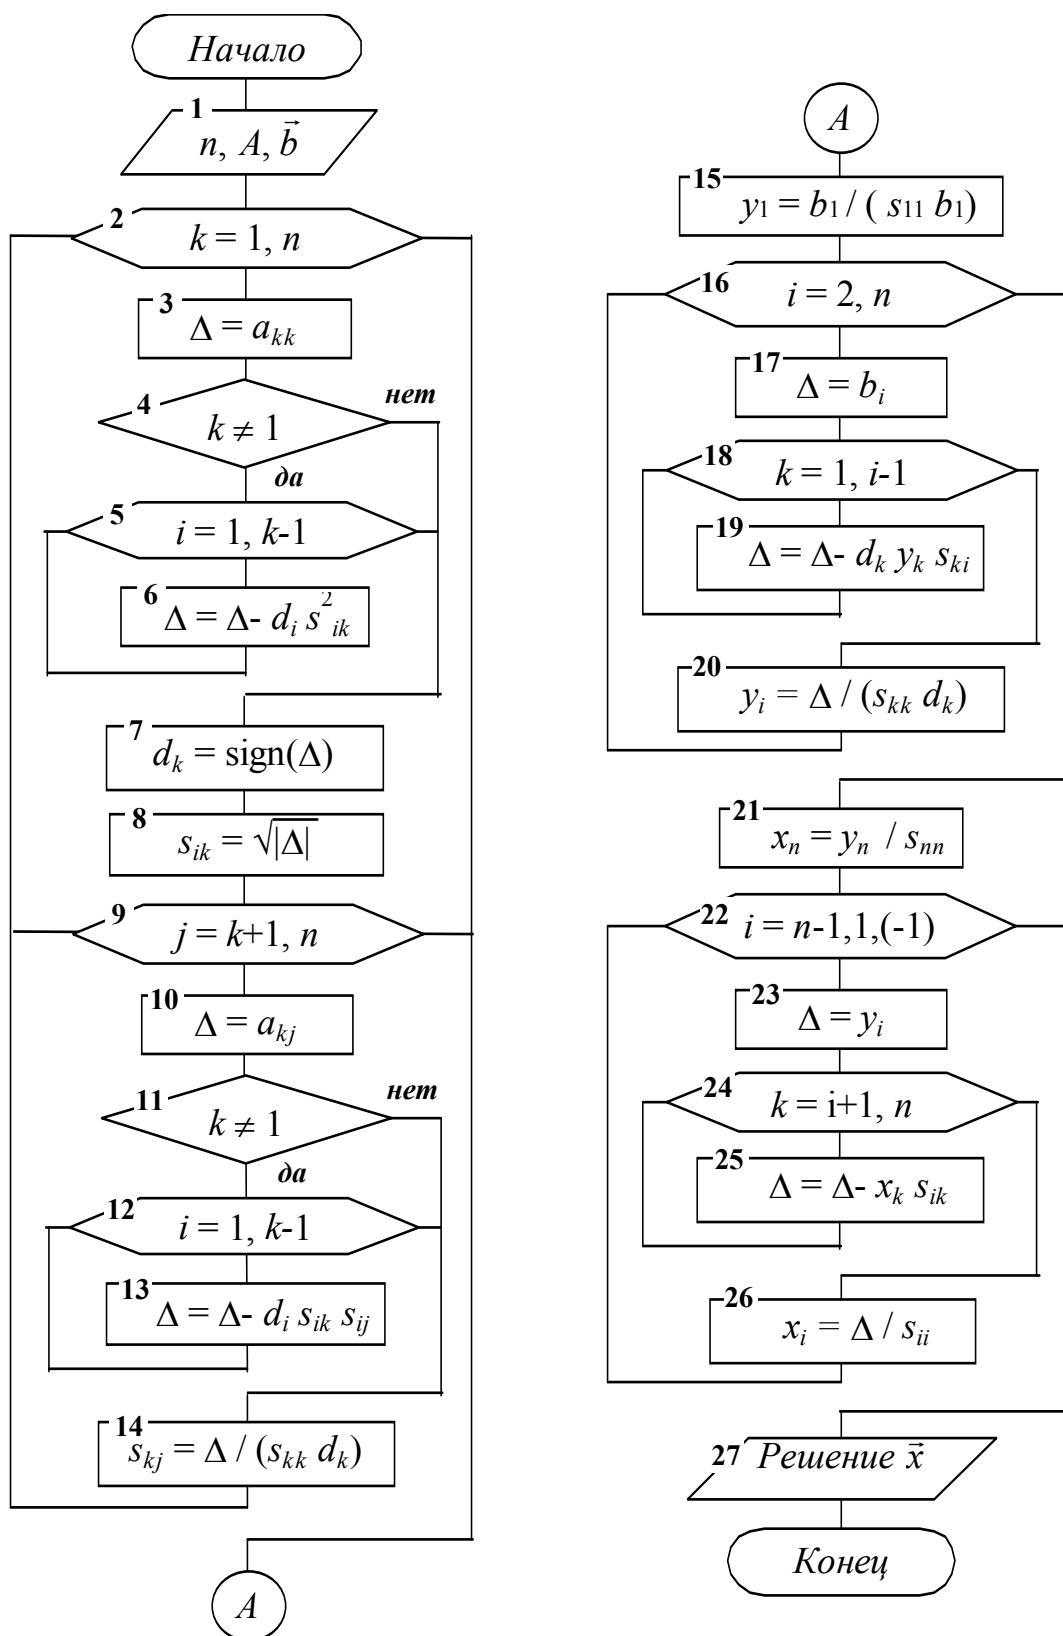 Начало
1
n, A, b⃗
2
k = 1, n
3
Δ = a_kk
4
нет
k ≠ 1
да
5
i = 1, k-1
6
Δ = Δ- d_i s²_ik
7
d_k = sign(Δ)
8
s_ik = √|Δ|
9
j = k+1, n
10
Δ = a_kj
11
нет
k ≠ 1
да
12
i = 1, k-1
13
Δ = Δ- d_i s_ik s_ij
14
s_kj = Δ / (s_kk d_k)
A
A
15
y1 = b1 / ( s11 b1)
16
i = 2, n
17
Δ = b_i
18
k = 1, i-1
19
Δ = Δ- d_k y_k s_ki
20
y_i = Δ / (s_kk d_k)
21
x_n = y_n / s_nn
22
i = n-1,1,(-1)
23
Δ = y_i
24
k = i+1, n
25
Δ = Δ- x_k s_ik
26
x_i = Δ / s_ii
27
Решение x⃗
Конец